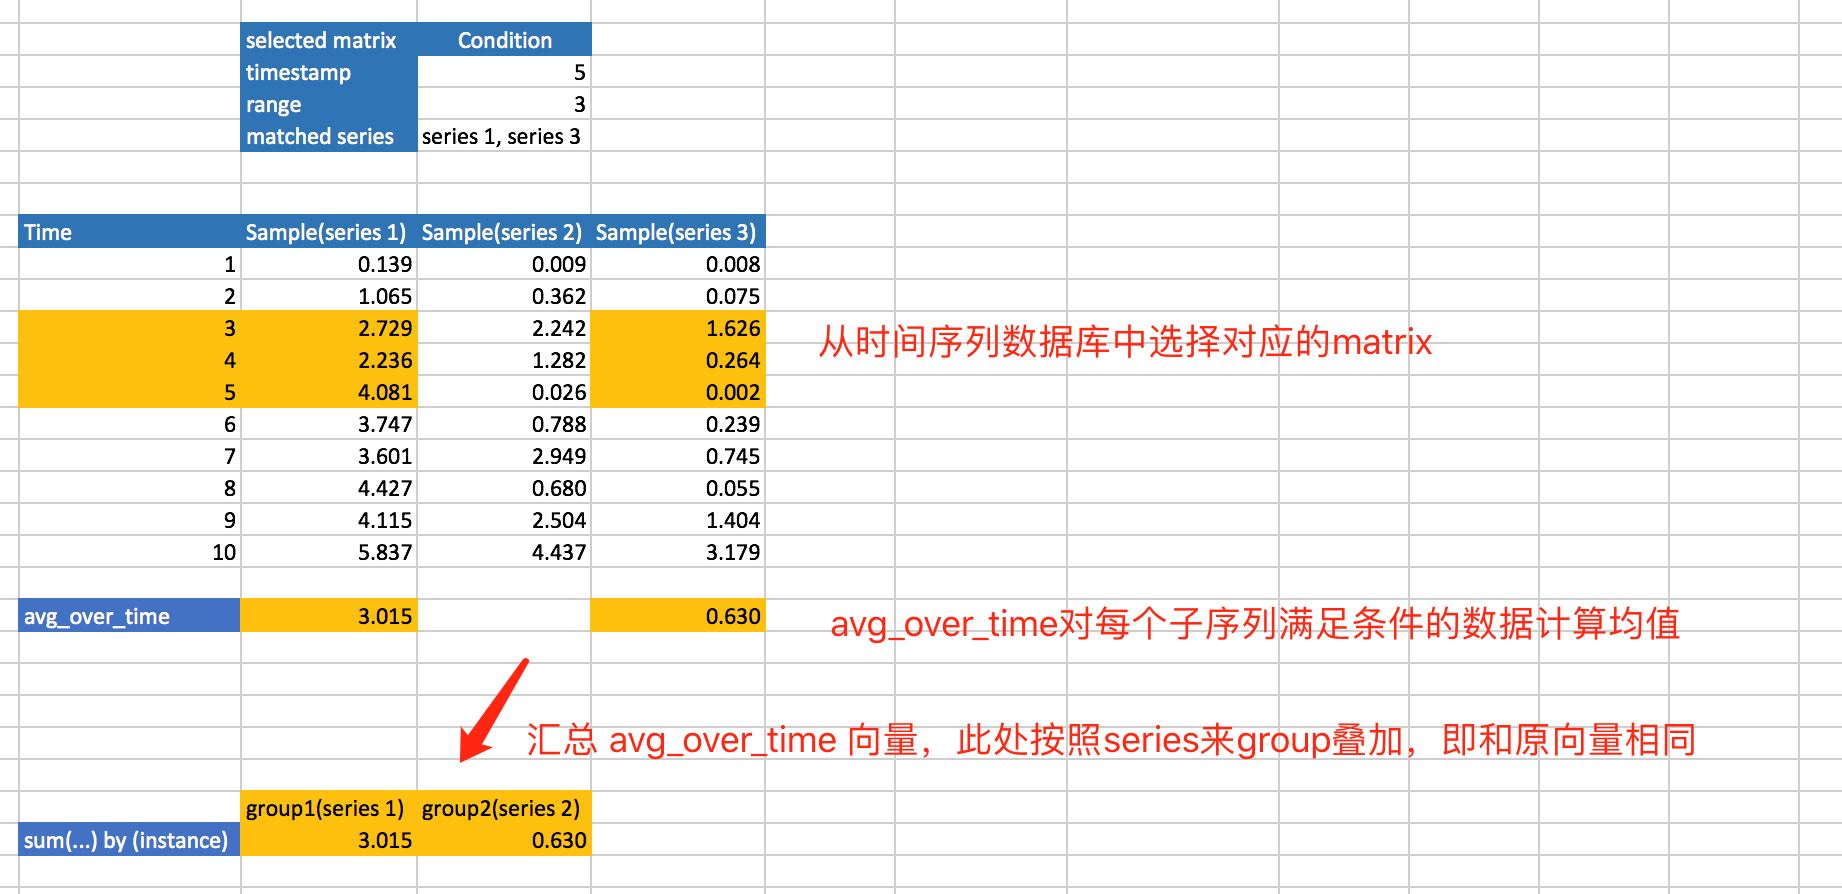 selected matrix Condition
timestamp 5
range 3
matched series series 1, series 3
Time Sample(series 1) Sample(series 2) Sample(series 3)
1 0.139 0.009 0.008
2 1.065 0.362 0.075
3 2.729 2.242 1.626
从时间序列数据库中选择对应的matrix
4 2.236 1.282 0.264
5 4.081 0.026 0.002
6 3.747 0.788 0.239
7 3.601 2.949 0.745
8 4.427 0.680 0.055
9 4.115 2.504 1.404
10 5.837 4.437 3.179
avg_over_time 3.015 0.630
avg_over_time对每个子序列满足条件的数据计算均值
汇总 avg_over_time 向量，此处按照series来group叠加，即和原向量相同
group1(series 1) group2(series 2)
sum(...) by (instance) 3.015 0.630